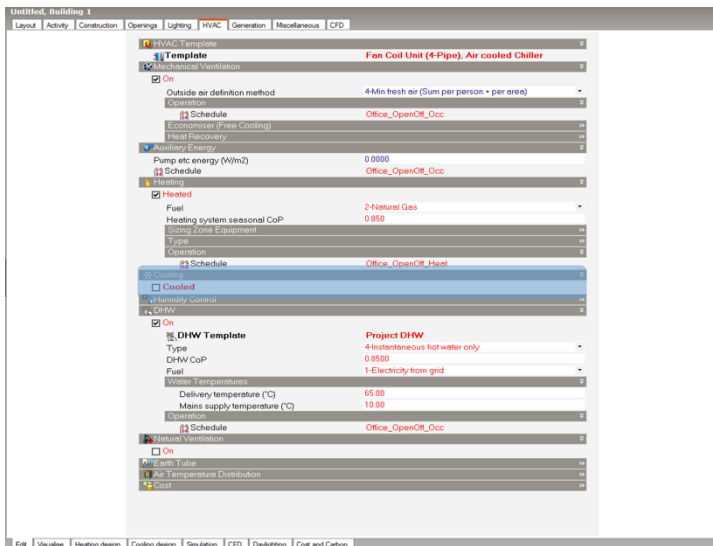 Untitled, Building 1
Layout Activity Construction Openings Lighting HVAC Generation Miscellaneous CFD
HVAC Template
Template Fan Coil Unit (4-Pipe), Air cooled Chiller
Mechanical Ventilation
On
Outside air definition method 4-Min fresh air (Sum per person + per area)
Operation
Schedule Office_OpenOff_Occ
Economiser (Free Cooling)
Heat Recovery
Auxiliary Energy
Pump etc energy (W/m2) 0.0000
Schedule Office_OpenOff_Occ
Heating
Heated
Fuel 2-Natural Gas
Heating system seasonal CoP 0.850
Sizing Zone Equipment
Type
Operation
Schedule Office_OpenOff_Heat
Cooling
Cooled
Humidity Control
DHW
On
DHW Template Project DHW
Type 4-Instantaneous hot water only
DHW CoP 0.8500
Fuel 1-Electricity from grid
Water Temperatures
Delivery temperature (°C) 65.00
Mains supply temperature (°C) 10.00
Operation
Schedule Office_OpenOff_Occ
Natural Ventilation
On
Earth Tube
Air Temperature Distribution
Cost
Edit Visualise Heating design Cooling design Simulation CFD Daylighting Cost and Carbon